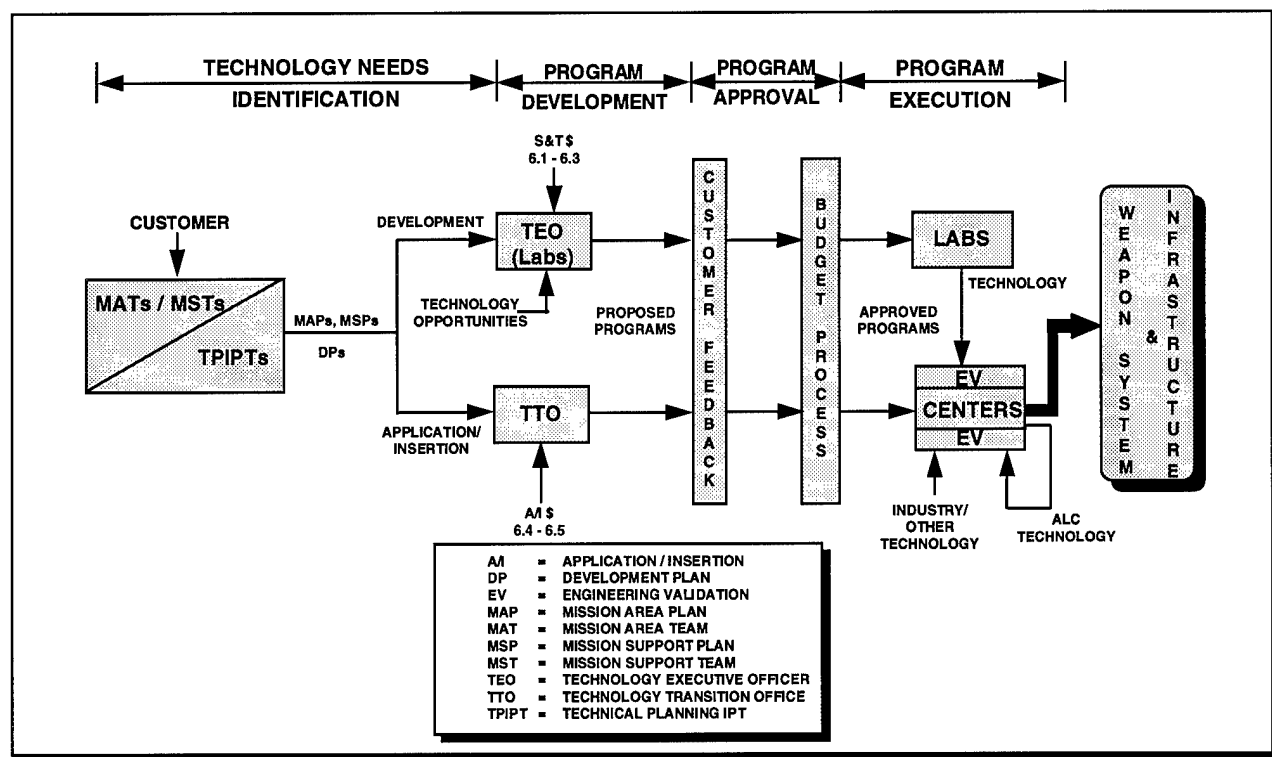 TECHNOLOGY NEEDS
IDENTIFICATION
PROGRAM
DEVELOPMENT
PROGRAM
APPROVAL
PROGRAM
EXECUTION
S&T $
6.1 - 6.3
CUSTOMER
MATs / MSTs
TPIPTs
MAPs, MSPs
DPs
DEVELOPMENT
TEO
(Labs)
TECHNOLOGY
OPPORTUNITIES
APPLICATION/
INSERTION
TTO
A/I $
6.4 - 6.5
PROPOSED
PROGRAMS
CUSTOMER FEEDBACK
BUDGET PROCESS
APPROVED
PROGRAMS
LABS
TECHNOLOGY
EV
CENTERS
EV
INDUSTRY/
OTHER
TECHNOLOGY
ALC
TECHNOLOGY
WEAPON SYSTEM
&
INFRASTRUCTURE
A/I = APPLICATION / INSERTION
DP = DEVELOPMENT PLAN
EV = ENGINEERING VALIDATION
MAP = MISSION AREA PLAN
MAT = MISSION AREA TEAM
MSP = MISSION SUPPORT PLAN
MST = MISSION SUPPORT TEAM
TEO = TECHNOLOGY EXECUTIVE OFFICER
TTO = TECHNOLOGY TRANSITION OFFICE
TPIPT = TECHNICAL PLANNING IPT